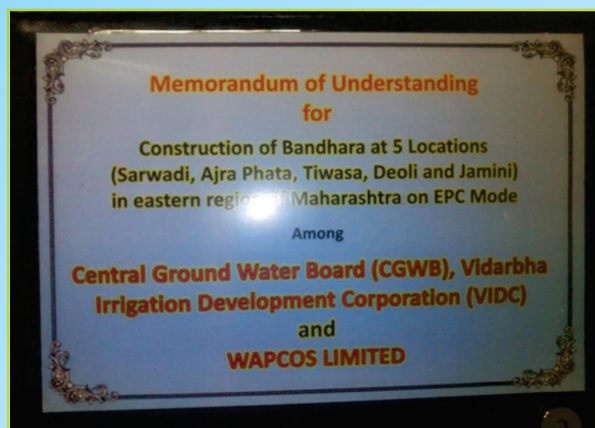 Memorandum of Understanding
for
Construction of Bandhara at 5 Locations
(Sarwadi, Ajra Phata, Tiwasa, Deoli and Jamini)
in eastern region of Maharashtra on EPC Mode
Among
Central Ground Water Board (CGWB), Vidarbha
Irrigation Development Corporation (VIDC)
and
WAPCOS LIMITED